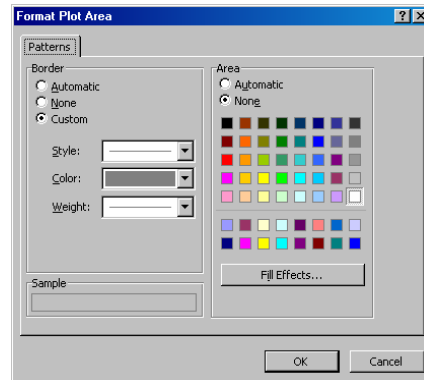 Format Plot Area
Patterns
Border
Automatic
None
Custom
Style:
Color:
Weight:
Sample
Area
Automatic
None
Fill Effects...
OK
Cancel